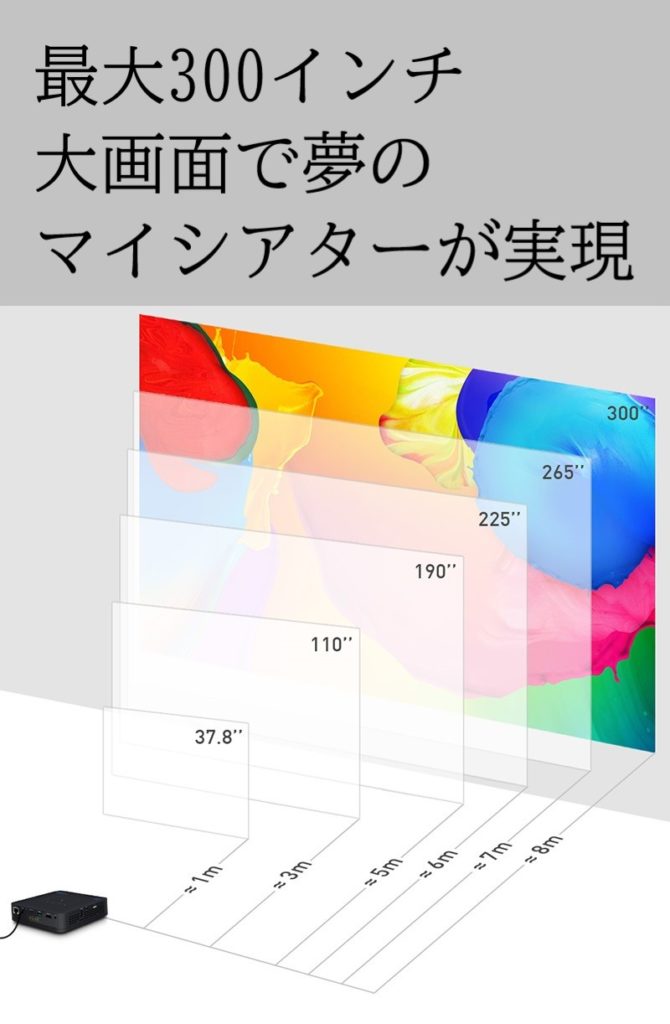 最大300インチ
大画面で夢の
マイシアターが実現
300’’
265’’
225’’
190’’
110’’
37.8’’
≈1m
≈3m
≈5m
≈6m
≈7m
≈8m